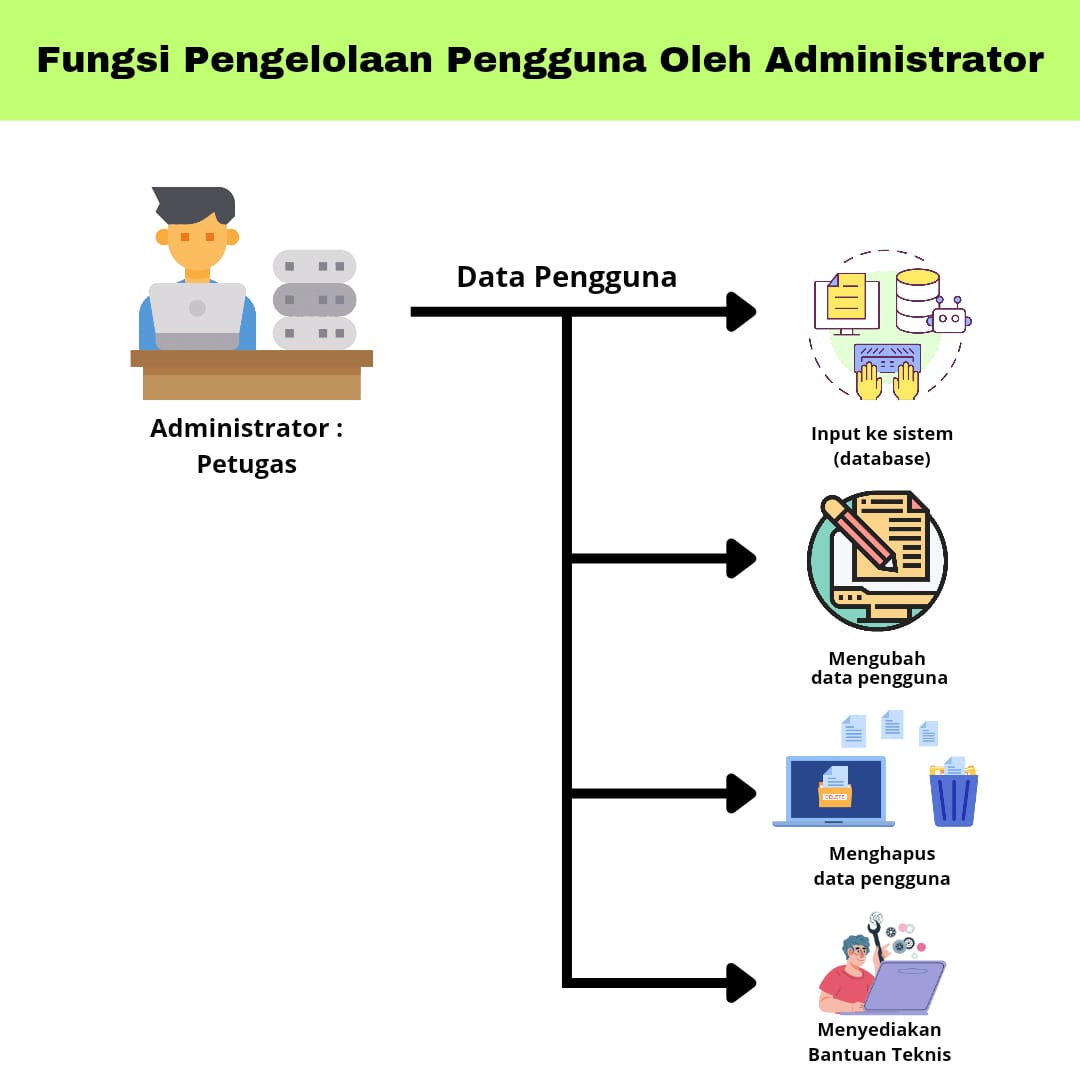 Fungsi Pengelolaan Pengguna Oleh Administrator
Data Pengguna
Administrator :
Petugas
Input ke sistem
(database)
Mengubah
data pengguna
DELETE
Menghapus
data pengguna
Menyediakan
Bantuan Teknis